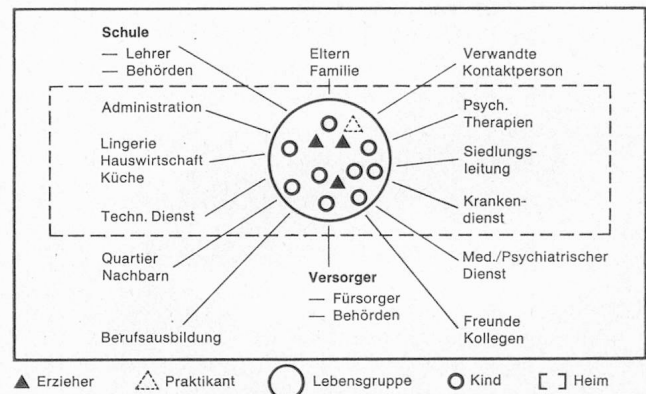 Schule
— Lehrer
— Behörden
Eltern
Familie
Verwandte
Kontaktperson
Administration
Psych.
Therapien
Lingerie
Hauswirtschaft
Küche
Siedlungs-
leitung
Techn. Dienst
Kranken-
dienst
Quartier
Nachbarn
Versorger
— Fürsorger
— Behörden
Med./Psychiatrischer
Dienst
Berufsausbildung
Freunde
Kollegen
Erzieher Praktikant Lebensgruppe Kind Heim